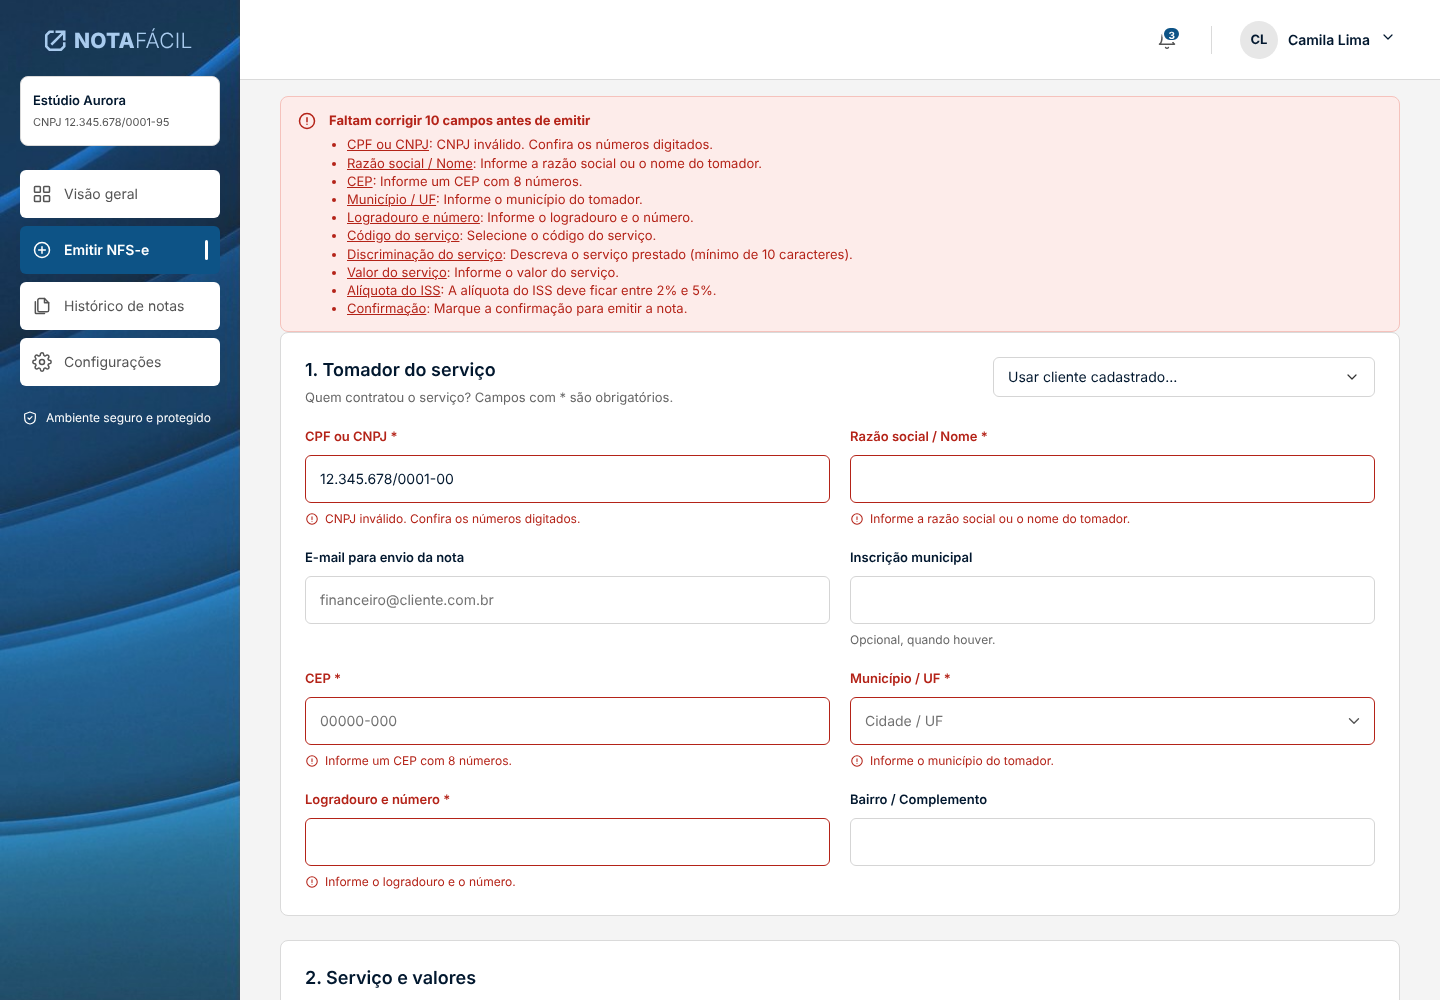 NOTAFÁCIL
Estúdio Aurora
CNPJ 12.345.678/0001-95
Visão geral
Emitir NFS-e
Histórico de notas
Configurações
Ambiente seguro e protegido
3
CL
Camila Lima
Faltam corrigir 10 campos antes de emitir
• CPF ou CNPJ: CNPJ inválido. Confira os números digitados.
• Razão social / Nome: Informe a razão social ou o nome do tomador.
• CEP: Informe um CEP com 8 números.
• Município / UF: Informe o município do tomador.
• Logradouro e número: Informe o logradouro e o número.
• Código do serviço: Selecione o código do serviço.
• Discriminação do serviço: Descreva o serviço prestado (mínimo de 10 caracteres).
• Valor do serviço: Informe o valor do serviço.
• Alíquota do ISS: A alíquota do ISS deve ficar entre 2% e 5%.
• Confirmação: Marque a confirmação para emitir a nota.
1. Tomador do serviço
Quem contratou o serviço? Campos com * são obrigatórios.
Usar cliente cadastrado...
CPF ou CNPJ *
12.345.678/0001-00
CNPJ inválido. Confira os números digitados.
Razão social / Nome *
Informe a razão social ou o nome do tomador.
E-mail para envio da nota
financeiro@cliente.com.br
Inscrição municipal
Opcional, quando houver.
CEP *
00000-000
Informe um CEP com 8 números.
Município / UF *
Cidade / UF
Informe o município do tomador.
Logradouro e número *
Informe o logradouro e o número.
Bairro / Complemento
2. Serviço e valores